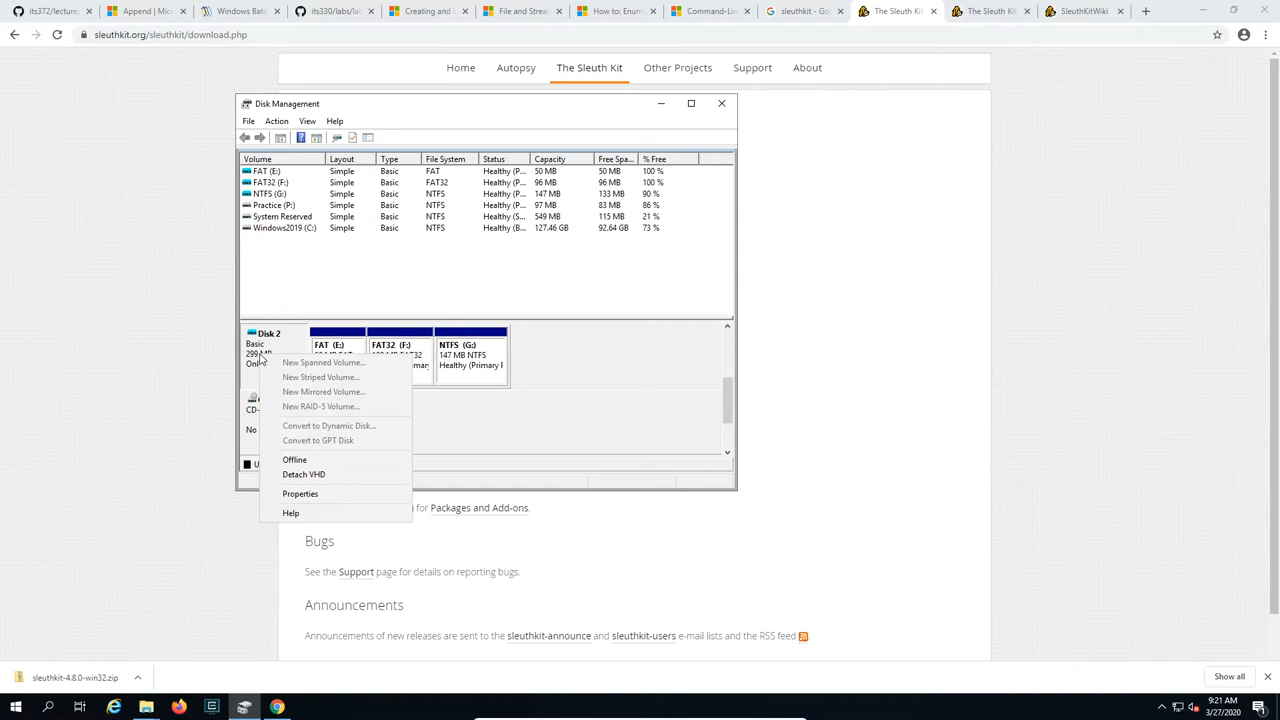 its372/lecture
Append | Mic
Windows Bato
its330/labs/lab
Creating and U
File and Stream
How to: Enum
Command-Lin
sleuthkit - Go
The Sleuth Kit
The Sleuth Kit
SleuthKitWiki
sleuthkit.org/sleuthkit/download.php
Home Autopsy The Sleuth Kit Other Projects Support About
Disk Management
File Action View Help
Volume Layout Type File System Status Capacity Free Spa... % Free
FAT (E:) Simple Basic FAT Healthy (P... 50 MB 50 MB 100 %
FAT32 (F:) Simple Basic FAT32 Healthy (P... 96 MB 96 MB 100 %
NTFS (G:) Simple Basic NTFS Healthy (P... 147 MB 133 MB 90 %
Practice (P:) Simple Basic NTFS Healthy (P... 97 MB 83 MB 86 %
System Reserved Simple Basic NTFS Healthy (S... 549 MB 115 MB 21 %
Windows2019 (C:) Simple Basic NTFS Healthy (B... 127.46 GB 92.64 GB 73 %
Disk 2
Basic
299 MB
FAT (E:)
FAT32 (F:)
NTFS (G:)
147 MB NTFS
Healthy (Primary P
New Spanned Volume...
New Striped Volume...
New Mirrored Volume...
New RAID-5 Volume...
Convert to Dynamic Disk...
Convert to GPT Disk
Offline
Detach VHD
Properties
Help
CD-
No
U
for Packages and Add-ons.
Bugs
See the Support page for details on reporting bugs.
Announcements
Announcements of new releases are sent to the sleuthkit-announce and sleuthkit-users e-mail lists and the RSS feed
sleuthkit-4.8.0-win32.zip
Show all
9:21 AM
3/27/2020